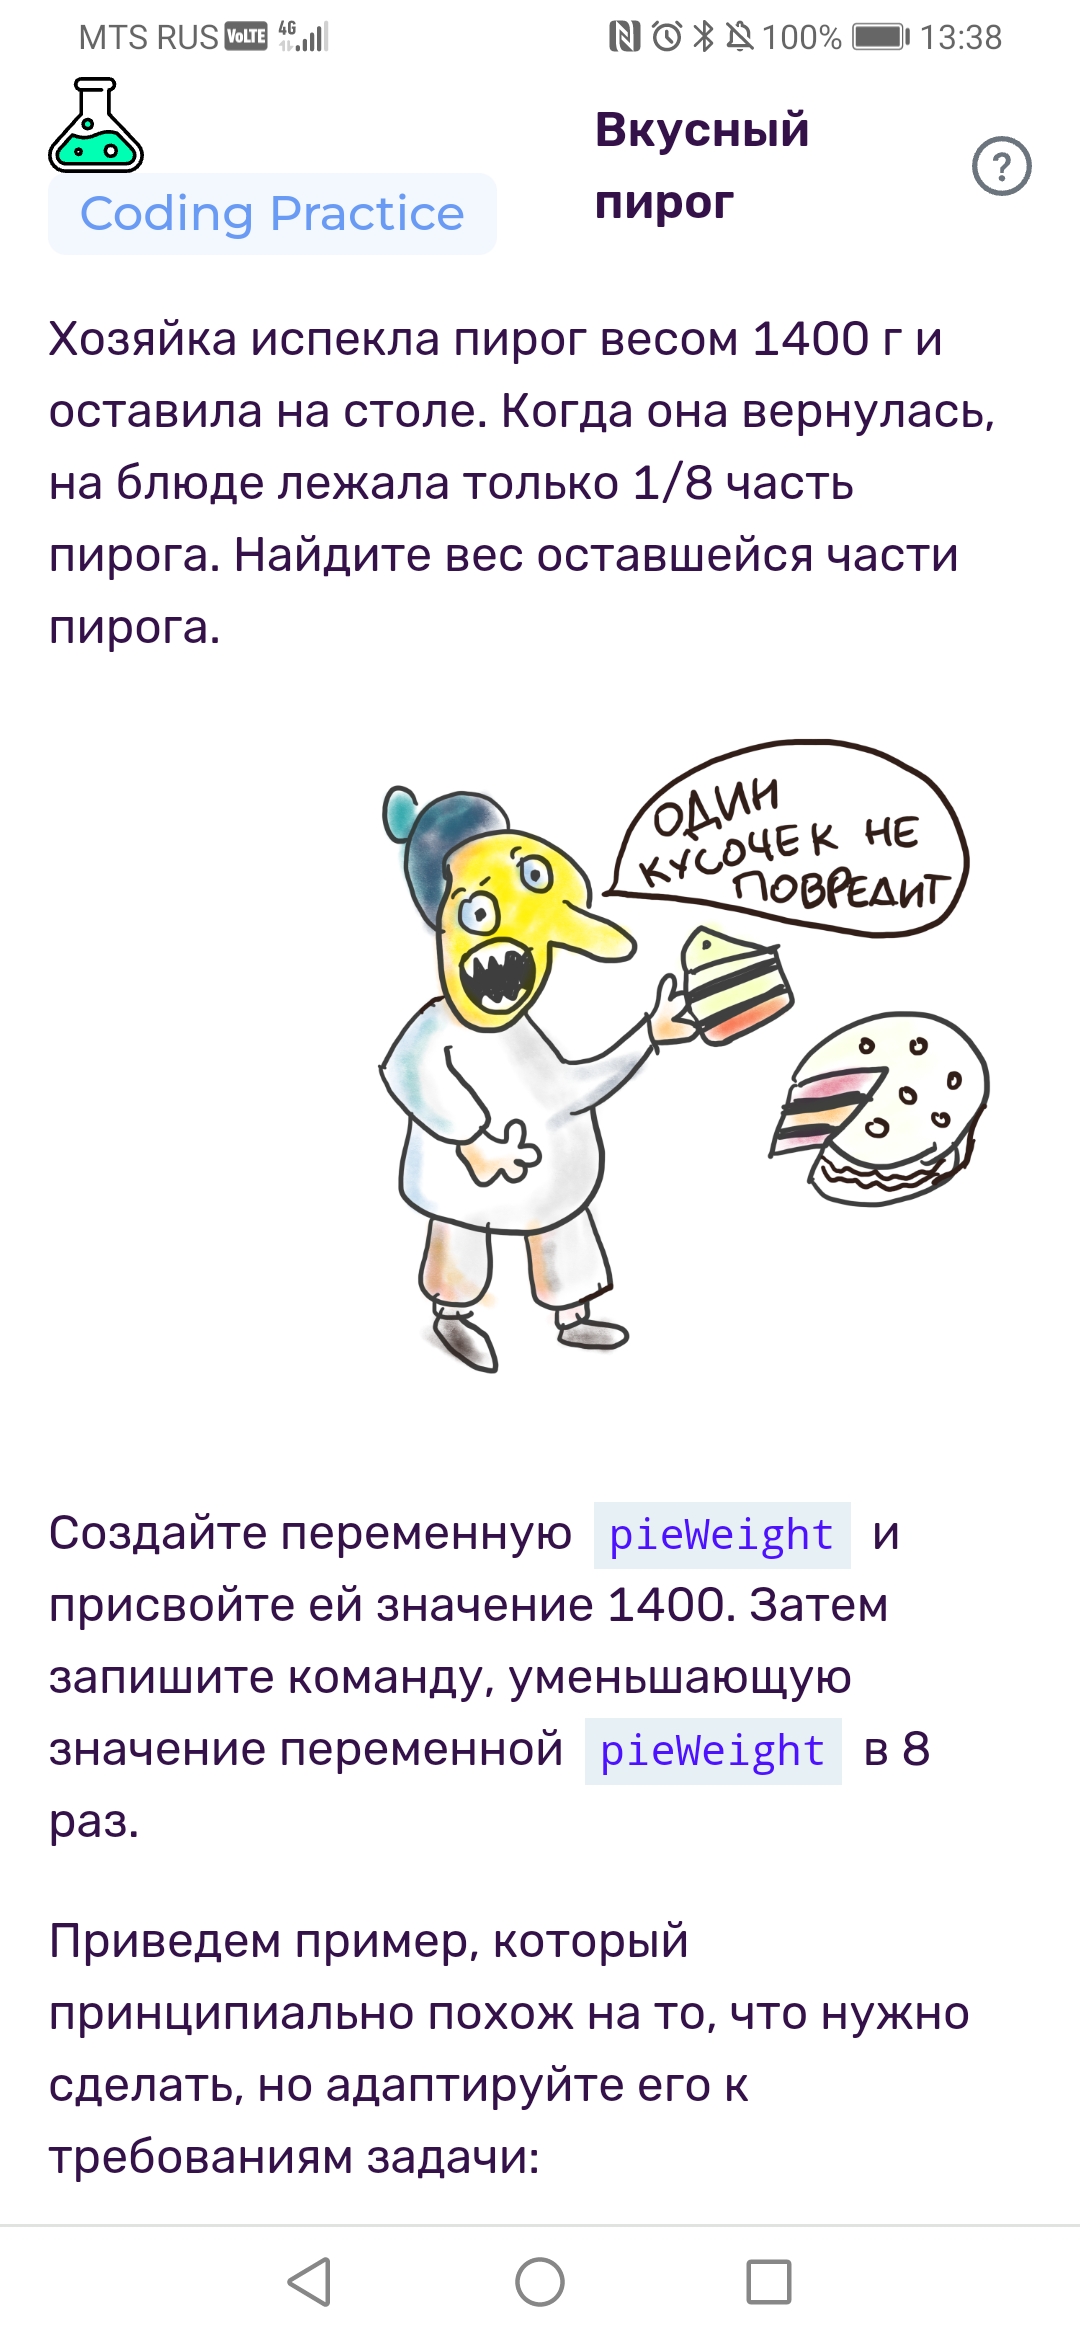 MTS RUS VoLTE 4G 100% 13:38
Вкусный
пирог
?
Coding Practice
Хозяйка испекла пирог весом 1400 г и
оставила на столе. Когда она вернулась,
на блюде лежала только 1/8 часть
пирога. Найдите вес оставшейся части
пирога.
ОДИН
КУСОЧЕК НЕ
ПОВРЕДИТ
Создайте переменную pieWeight и
присвойте ей значение 1400. Затем
запишите команду, уменьшающую
значение переменной pieWeight в 8
раз.
Приведем пример, который
принципиально похож на то, что нужно
сделать, но адаптируйте его к
требованиям задачи: